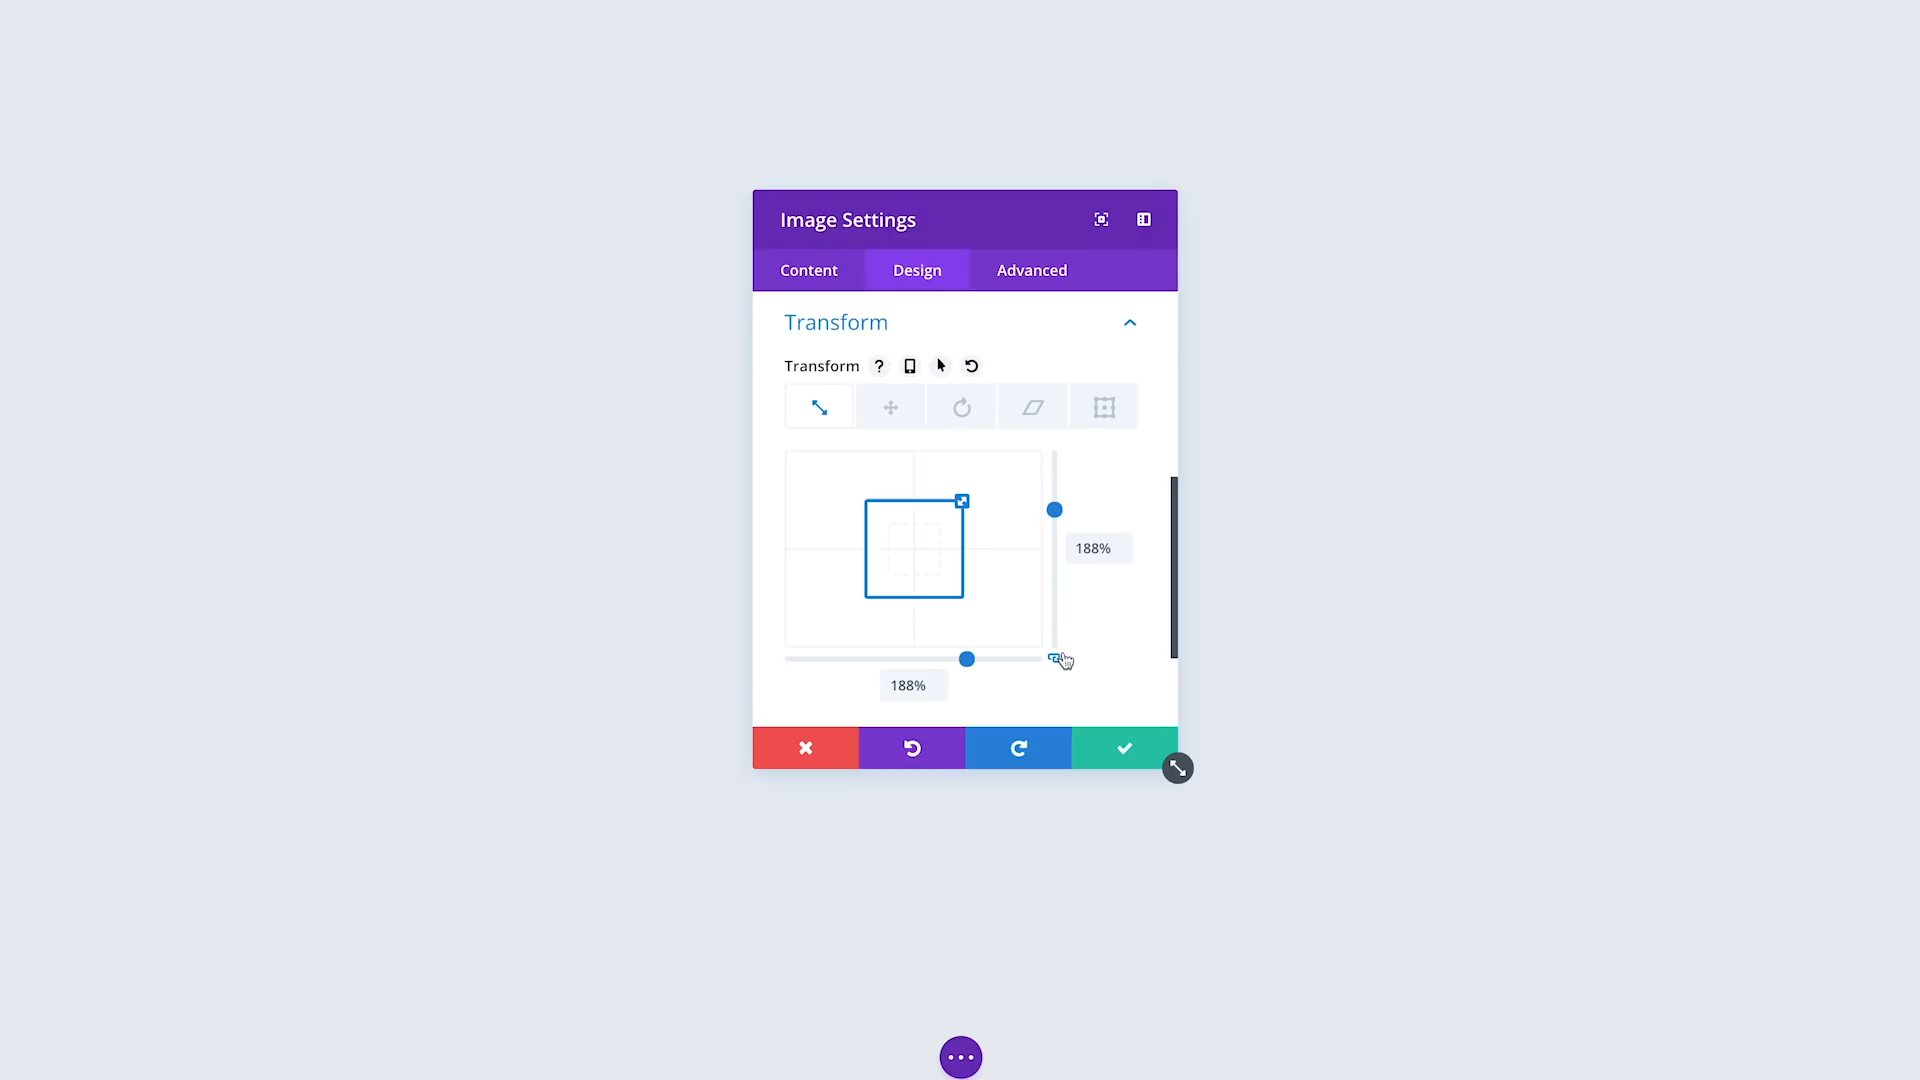 Image Settings
Content Design Advanced
Transform
Transform ?
188%
188%